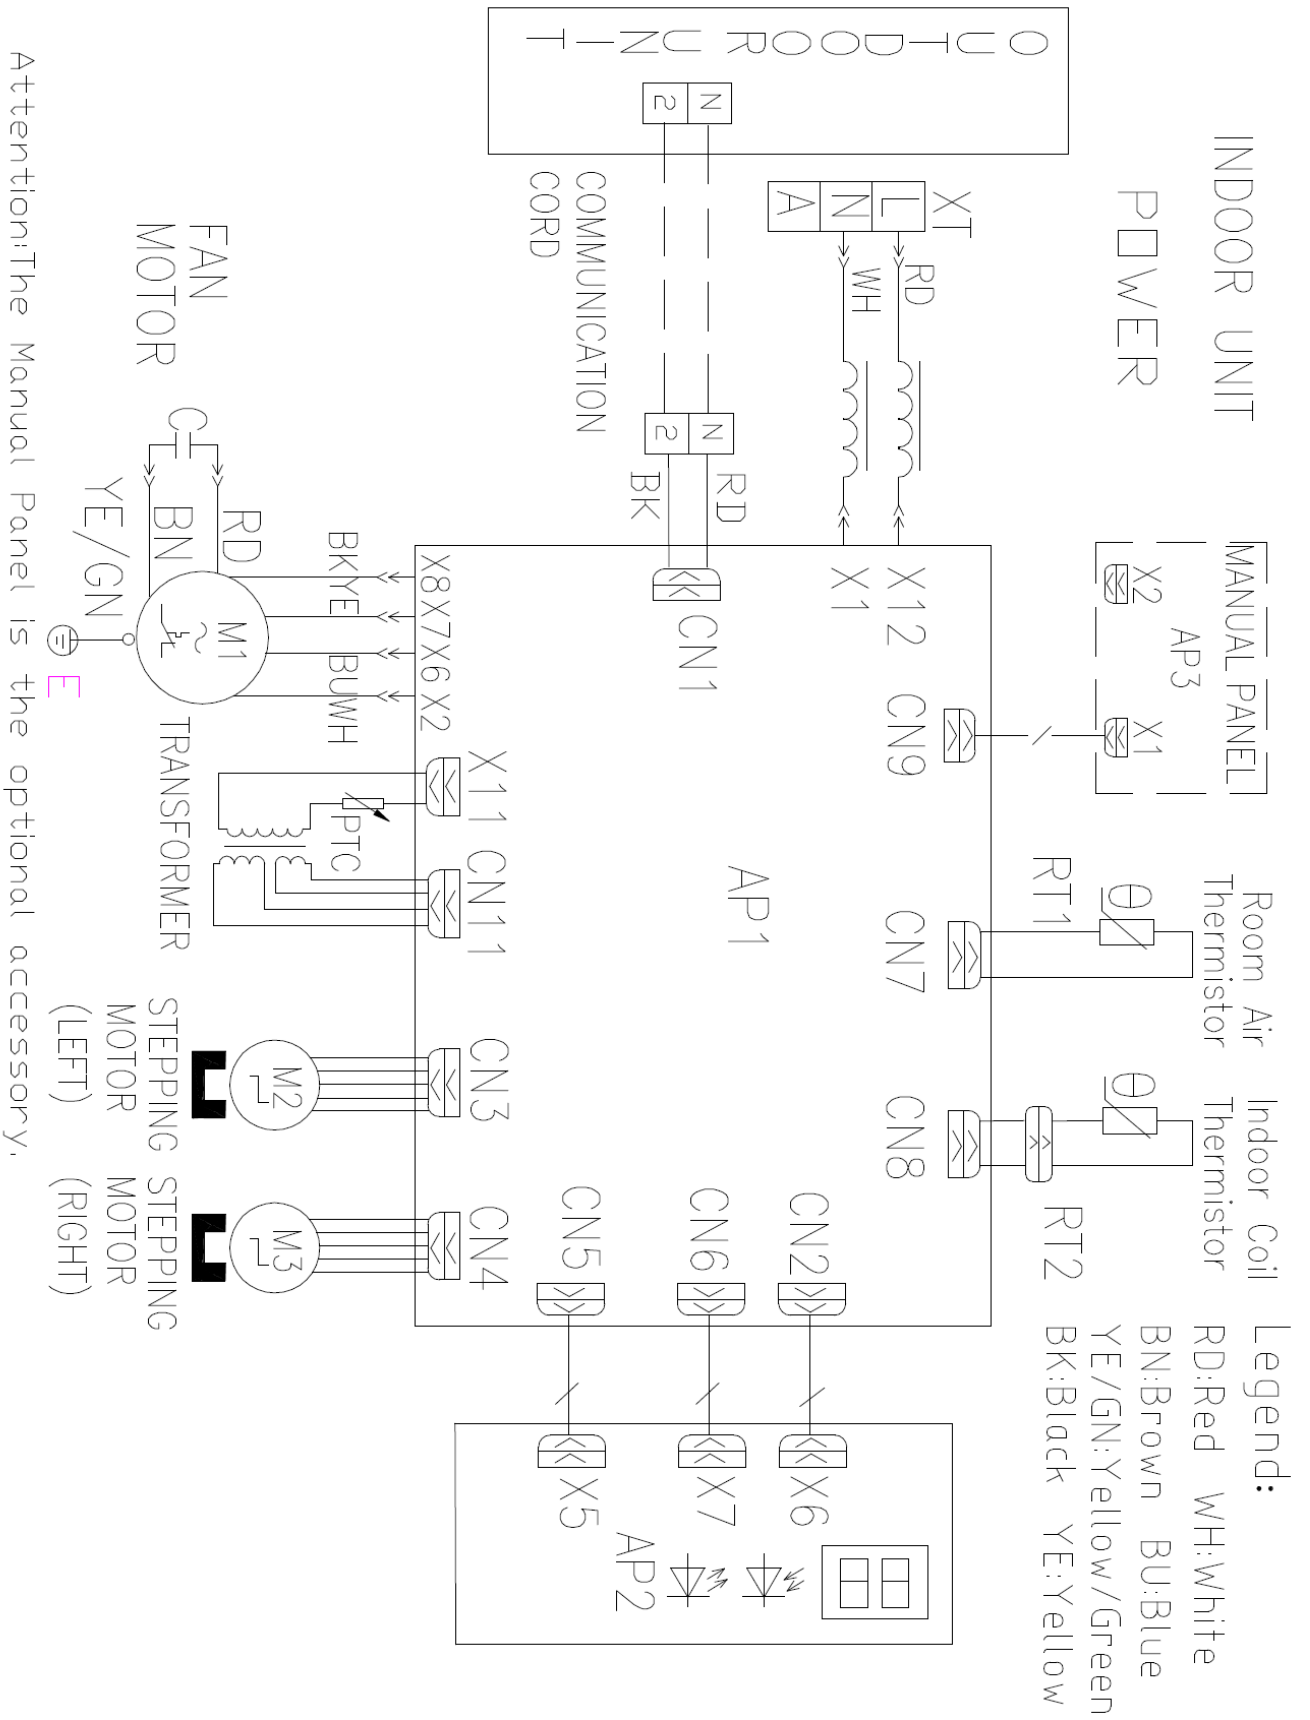 INDOOR UNIT
POWER
XT
L
N
A
RD
WH
OUTDOOR UNIT
N
2
COMMUNICATION
CORD
N
2
RD
BK
MANUAL PANEL
AP3
X2
X1
Room Air
Thermistor
Indoor Coil
Thermistor
θ
θ
RT1
RT2
Legend:
RD:Red WH:White
BN:Brown BU:Blue
YE/GN:Yellow/Green
BK:Black YE:Yellow
X12
X1
CN1
CN9
CN7
CN8
AP1
CN2
CN6
CN5
X6
X7
X5
AP2
X8
X7
X6
X2
X11
CN11
CN3
CN4
BK
YE
BU
WH
PTC
TRANSFORMER
FAN
MOTOR
C
RD
BN
YE/GN
M1
E
M2
STEPPING
MOTOR
(LEFT)
M3
STEPPING
MOTOR
(RIGHT)
Attention:The Manual Panel is the optional accessory.